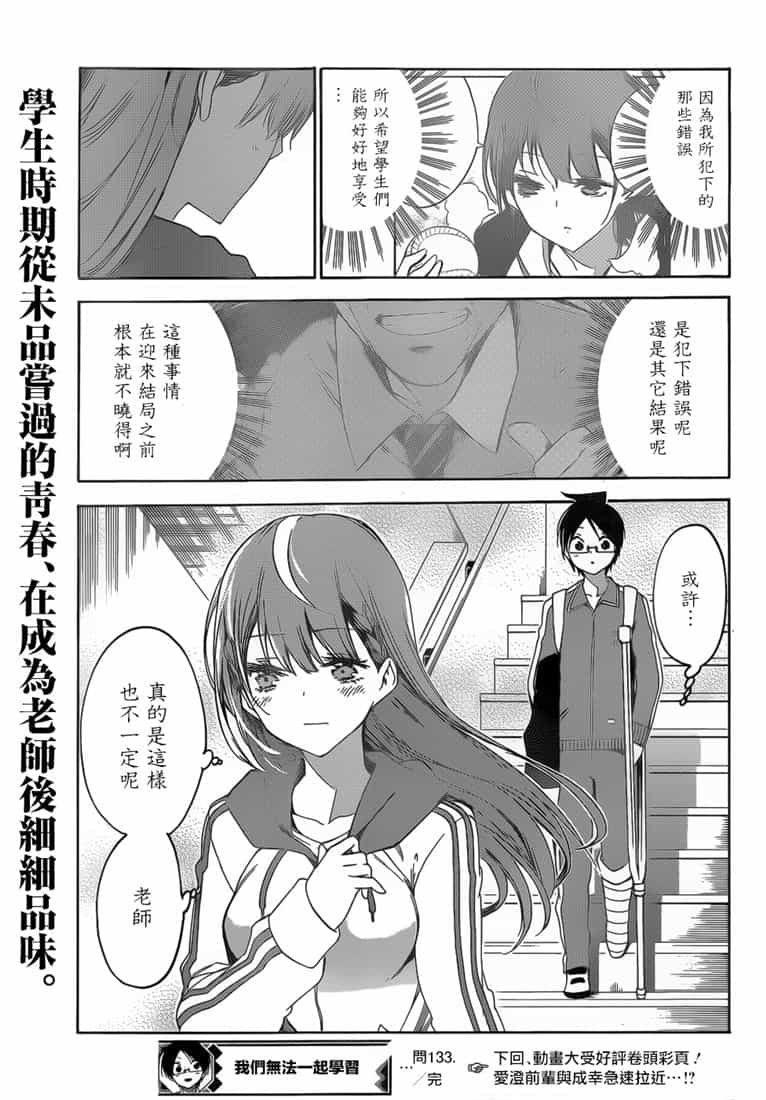 因為我所犯下的
那些錯誤
所以希望學生們
能夠好好地享受
…
是犯下錯誤呢
還是其它結果呢
這種事情
在迎來結局之前
根本就不曉得啊
或許…
真的是這樣
也不一定呢
老師
學生時期從未品嘗過的青春、在成為老師後細細品味。
我們無法一起學習
…問133.／完
☞ 下回、動畫大受好評卷頭彩頁！
愛澄前輩與成幸急速拉近…!?